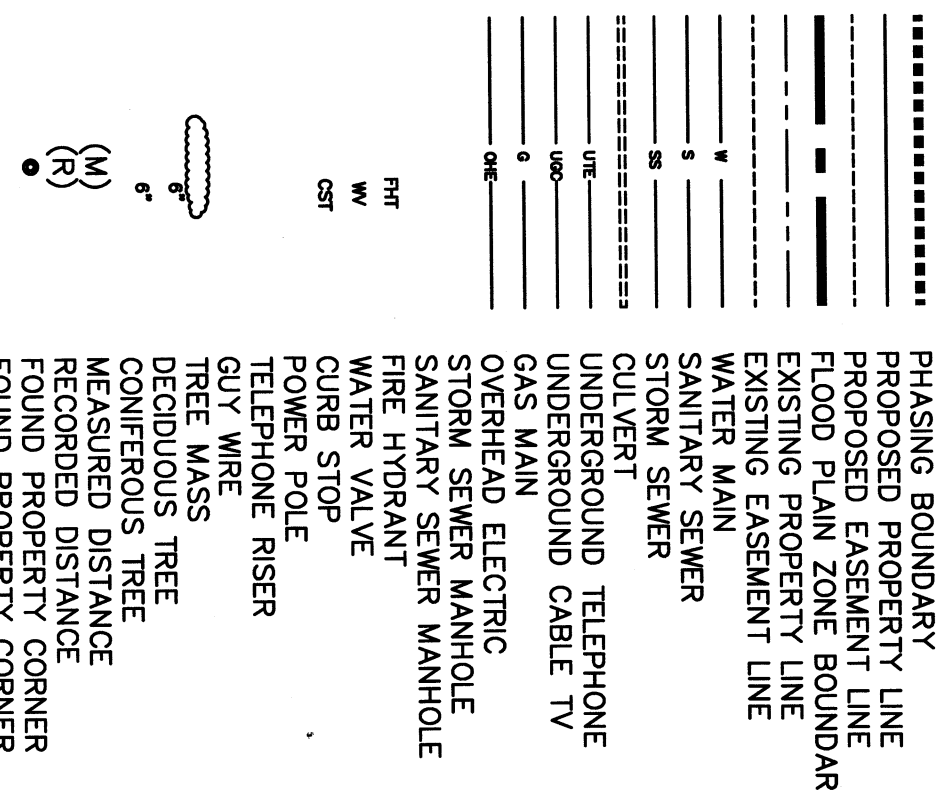 PHASING BOUNDARY
PROPOSED PROPERTY LINE
PROPOSED EASEMENT LINE
FLOOD PLAIN ZONE BOUNDAR
EXISTING PROPERTY LINE
EXISTING EASEMENT LINE
W WATER MAIN
S SANITARY SEWER
SS STORM SEWER
CULVERT
UTE UNDERGROUND TELEPHONE
UGC UNDERGROUND CABLE TV
G GAS MAIN
OHE OVERHEAD ELECTRIC
STORM SEWER MANHOLE
SANITARY SEWER MANHOLE
FHT FIRE HYDRANT
WV WATER VALVE
CST CURB STOP
POWER POLE
TELEPHONE RISER
GUY WIRE
TREE MASS
6" DECIDUOUS TREE
6" CONIFEROUS TREE
(M) MEASURED DISTANCE
(R) RECORDED DISTANCE
FOUND PROPERTY CORNER
FOUND PROPERTY CORNER